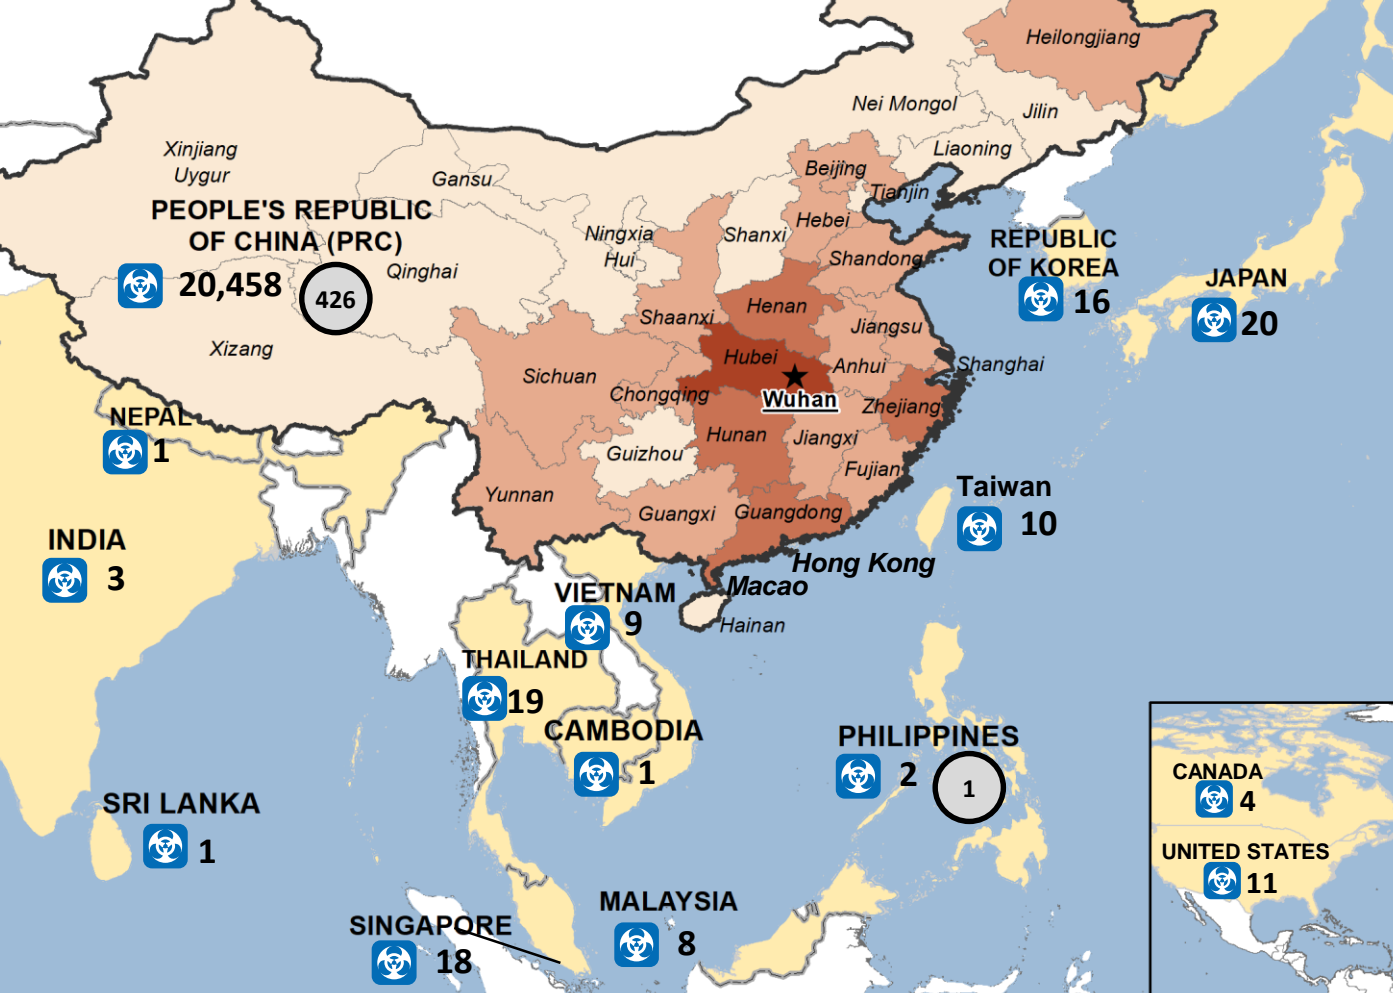 Heilongjiang
Nei Mongol
Jilin
Liaoning
Xinjiang
Uygur
Gansu
Beijing
Tianjin
Hebei
PEOPLE'S REPUBLIC
OF CHINA (PRC)
20,458
426
Ningxia
Hui
Shanxi
Qinghai
Shandong
REPUBLIC
OF KOREA
16
JAPAN
20
Henan
Shaanxi
Jiangsu
Xizang
Hubei
Anhui
Shanghai
Sichuan
Chongqing
Wuhan
Zhejiang
NEPAL
1
Hunan
Jiangxi
Guizhou
Fujian
Yunnan
Guangxi
Guangdong
Taiwan
10
INDIA
3
Hong Kong
Macao
Hainan
VIETNAM
9
THAILAND
19
CAMBODIA
1
PHILIPPINES
2
1
CANADA
4
SRI LANKA
1
UNITED STATES
11
MALAYSIA
8
SINGAPORE
18